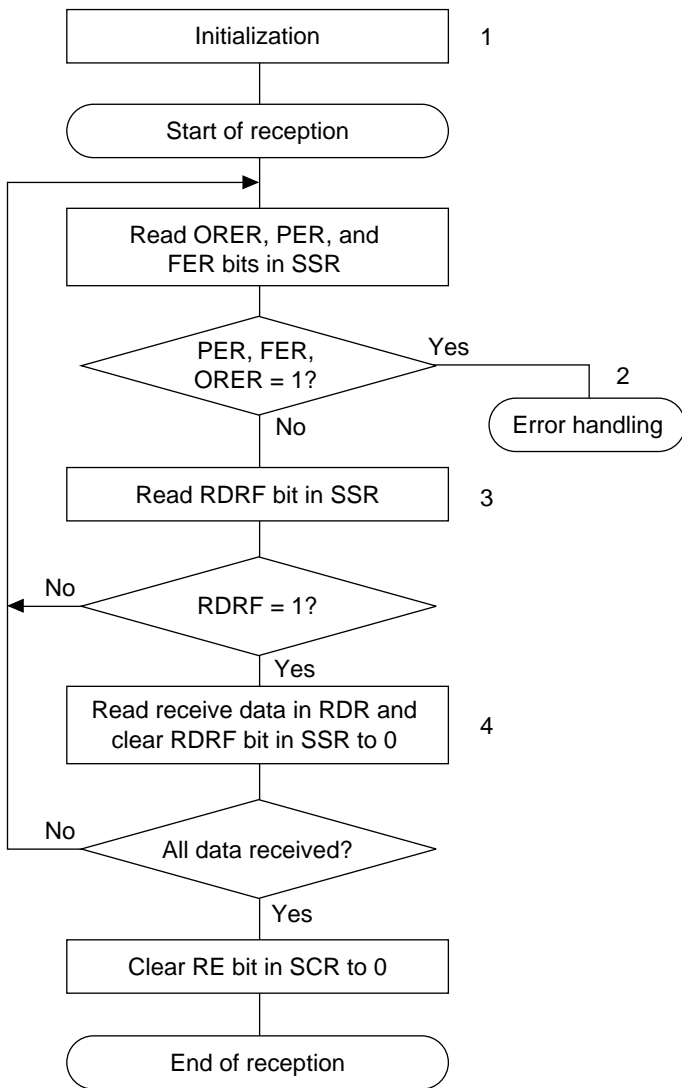 Initialization
1
Start of reception
Read ORER, PER, and
FER bits in SSR
PER, FER,
ORER = 1?
Yes
2
Error handling
No
Read RDRF bit in SSR
3
No
RDRF = 1?
Yes
Read receive data in RDR and
clear RDRF bit in SSR to 0
4
No
All data received?
Yes
Clear RE bit in SCR to 0
End of reception